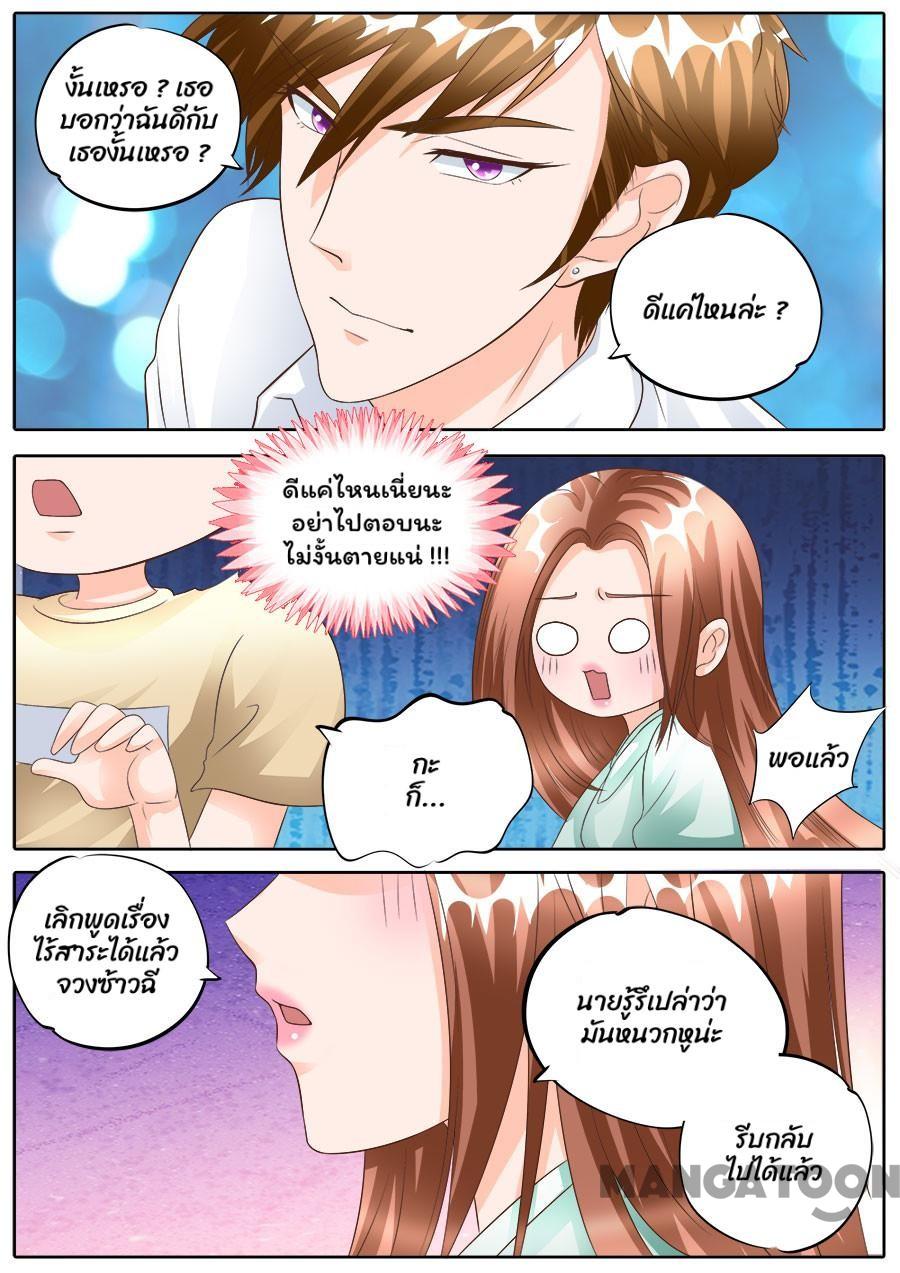 งั้นเหรอ ? เธอ
บอกว่าฉันดีกับ
เธองั้นเหรอ ?
ดีแค่ไหนล่ะ ?
ดีแค่ไหนเนี่ยนะ
อย่าไปตอบนะ
ไม่งั้นตายแน่ !!!
กะ
ก็...
พอแล้ว
เลิกพูดเรื่อง
ไร้สาระได้แล้ว
จวงซ้าวฉี
นายรู้รึเปล่าว่า
มันหนวกหูน่ะ
รีบกลับ
ไปได้แล้ว
MANGATOON